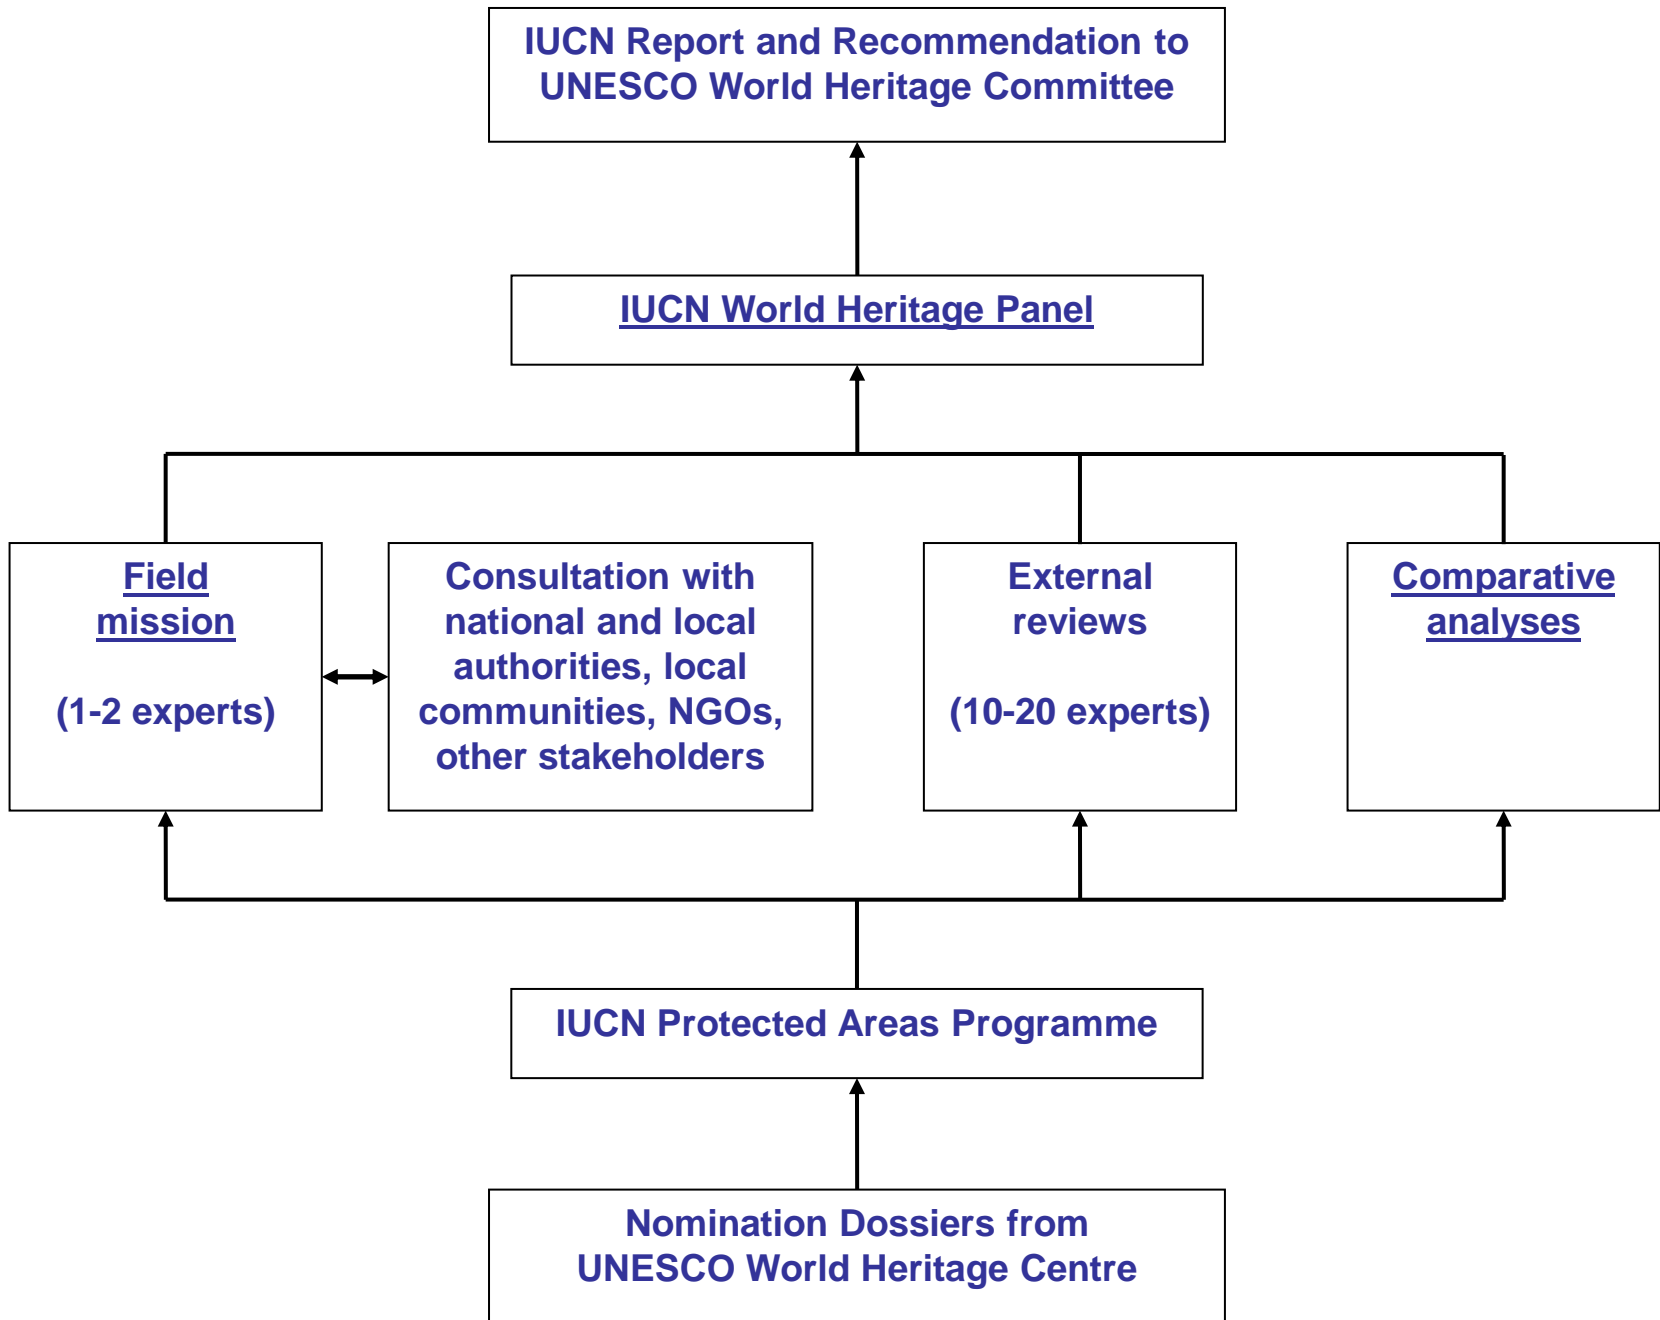 IUCN Report and Recommendation to
UNESCO World Heritage Committee
IUCN World Heritage Panel
Field
mission
(1-2 experts)
Consultation with
national and local
authorities, local
communities, NGOs,
other stakeholders
External
reviews
(10-20 experts)
Comparative
analyses
IUCN Protected Areas Programme
Nomination Dossiers from
UNESCO World Heritage Centre